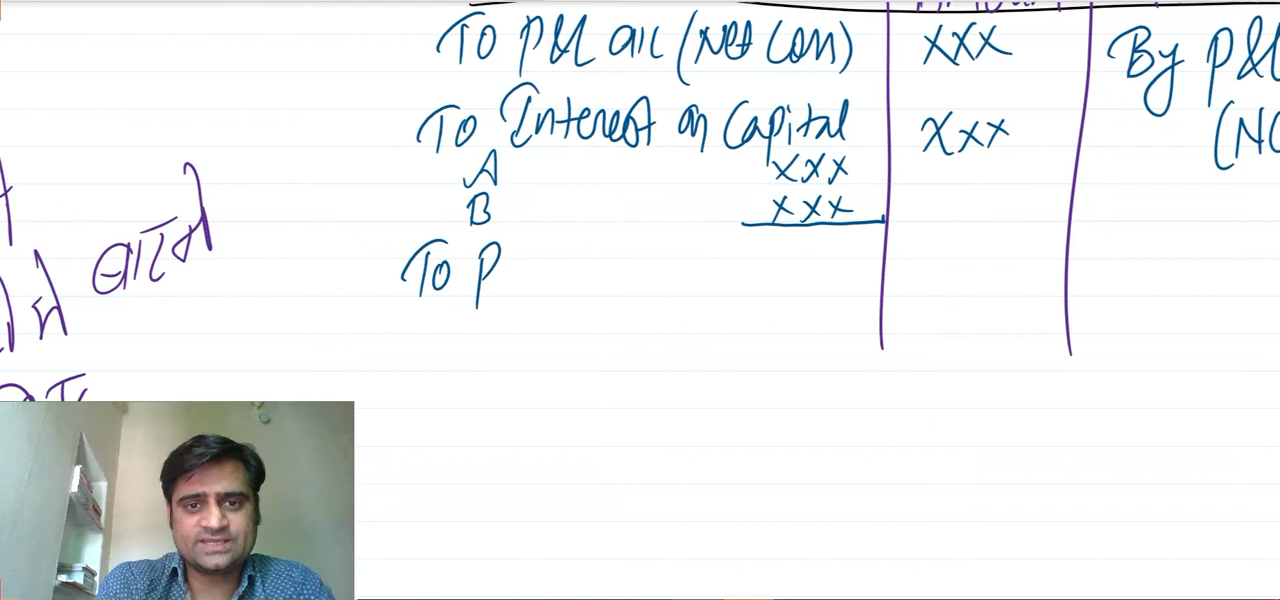 To P&L a/c (Net Loss) XXX By P&L
To Interest on Capital XXX (N
A XXX
B XXX
To P